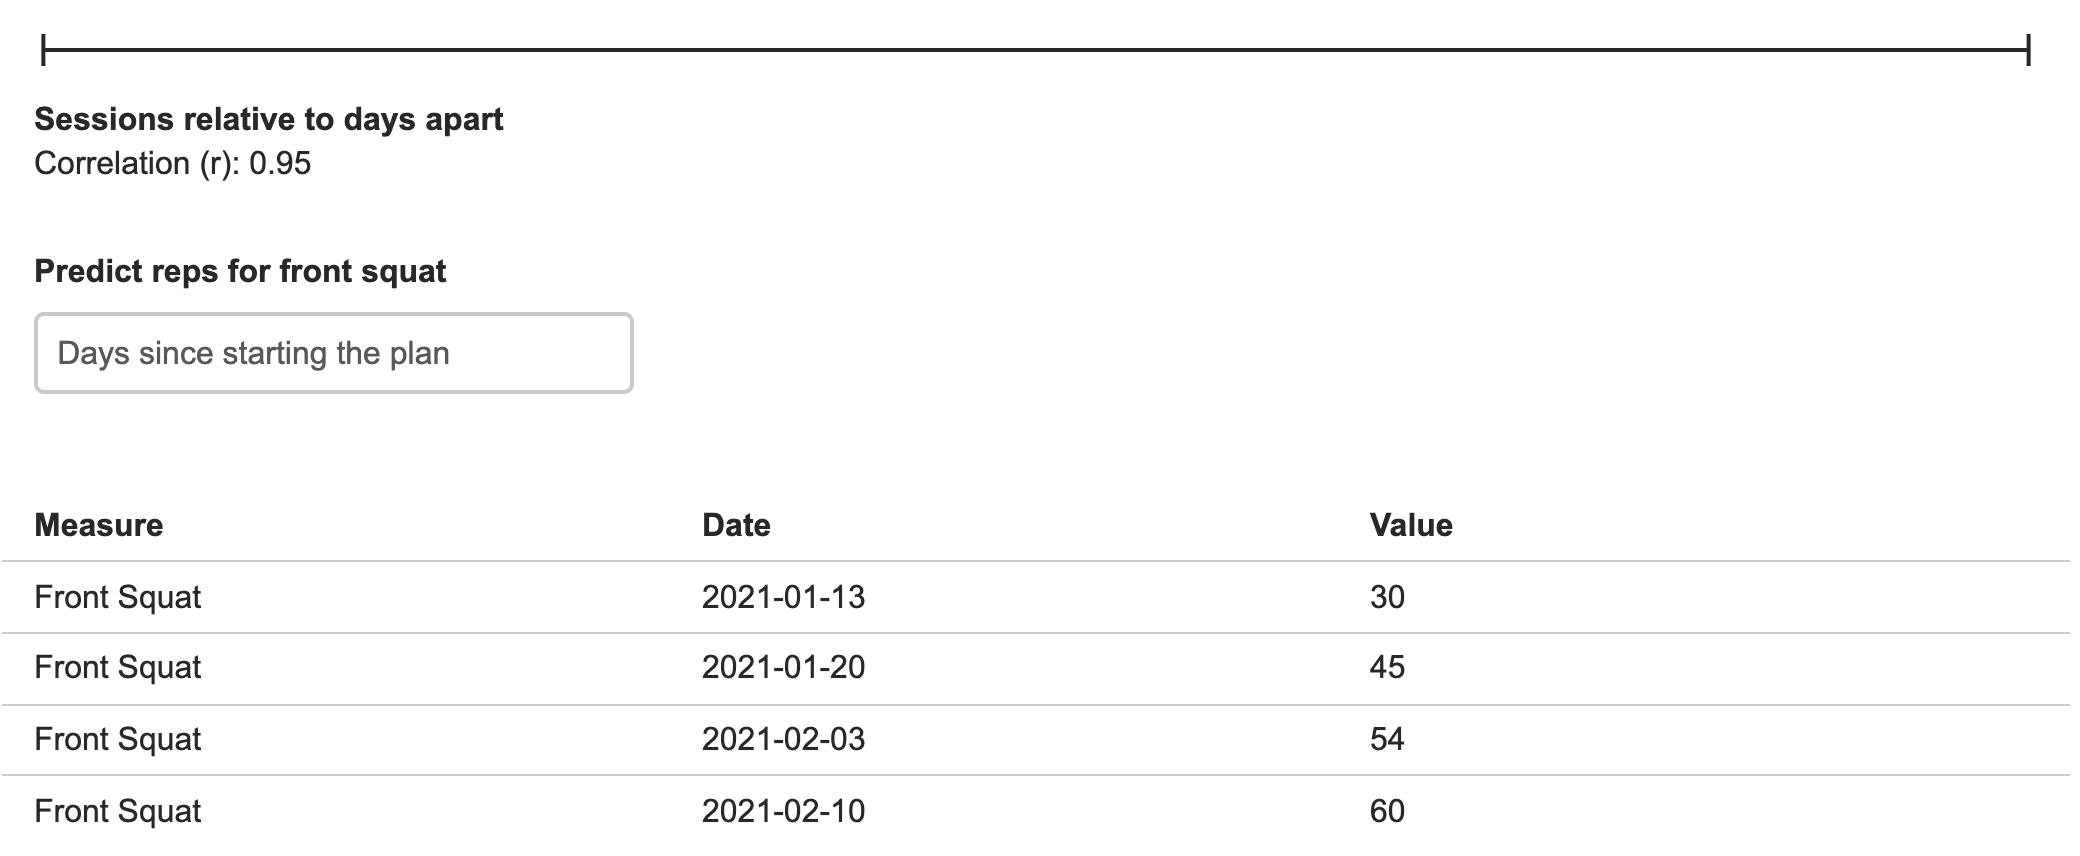 Sessions relative to days apart
Correlation (r): 0.95
Predict reps for front squat
Days since starting the plan
Measure Date Value
Front Squat 2021-01-13 30
Front Squat 2021-01-20 45
Front Squat 2021-02-03 54
Front Squat 2021-02-10 60